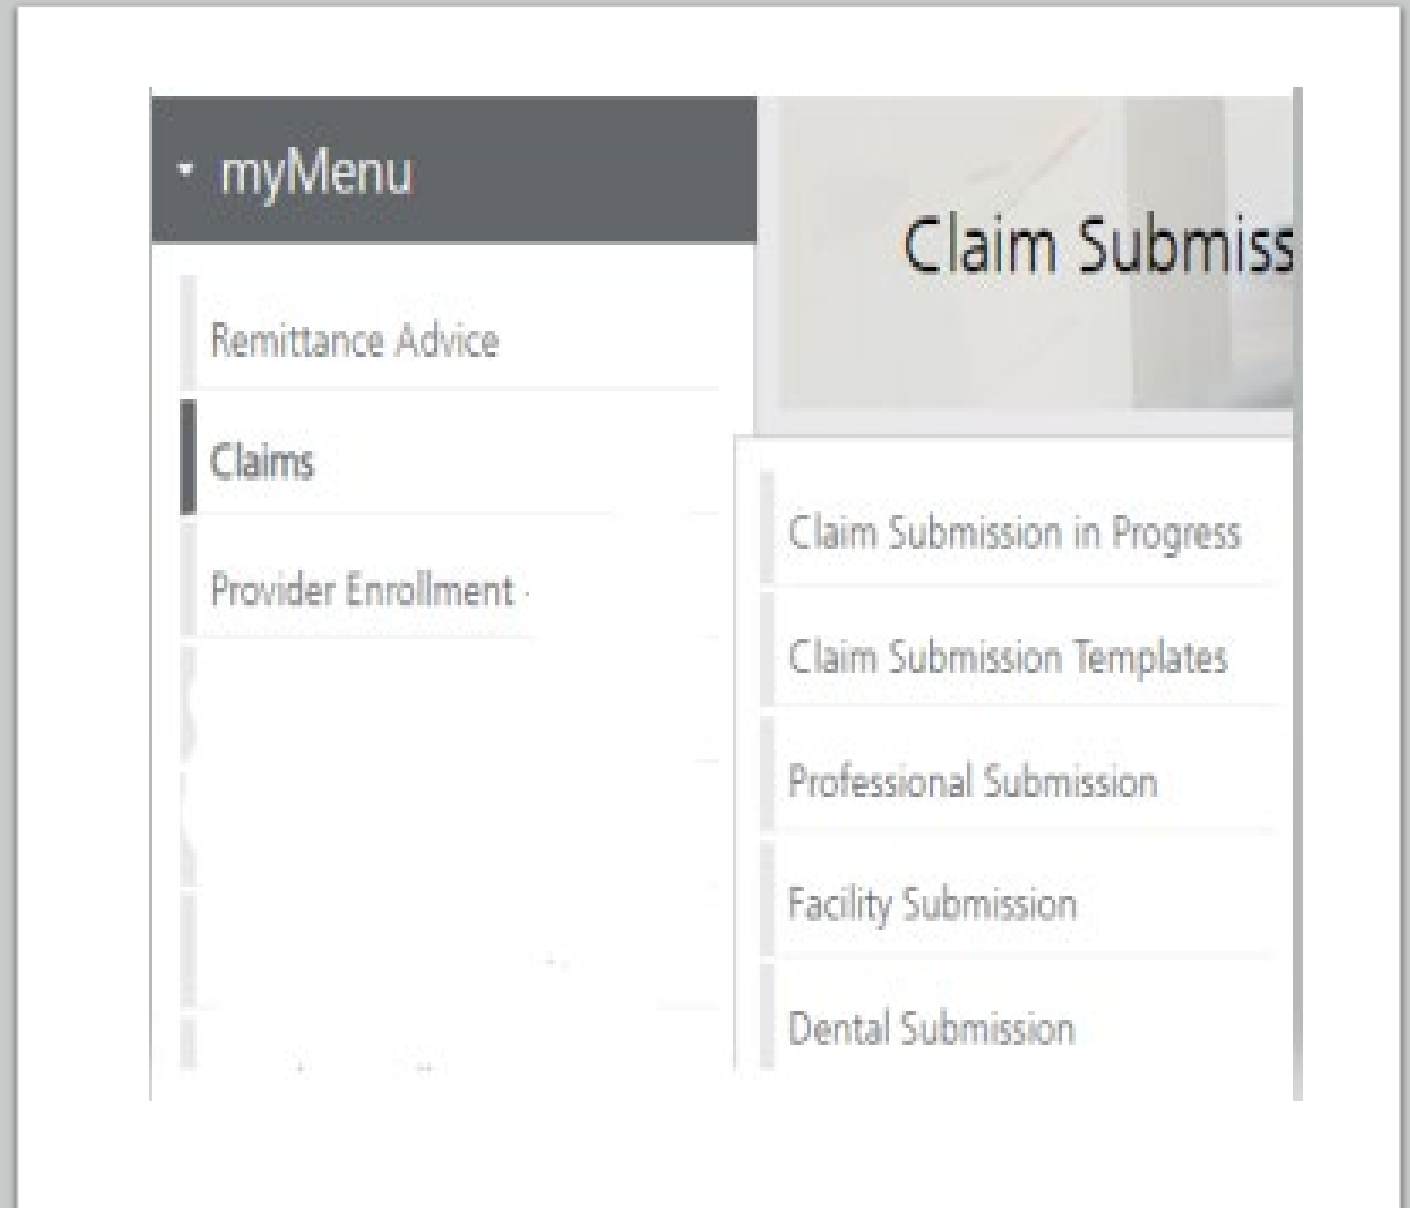 myMenu
Claim Submiss
Remittance Advice
Claims
Provider Enrollment
Claim Submission in Progress
Claim Submission Templates
Professional Submission
Facility Submission
Dental Submission